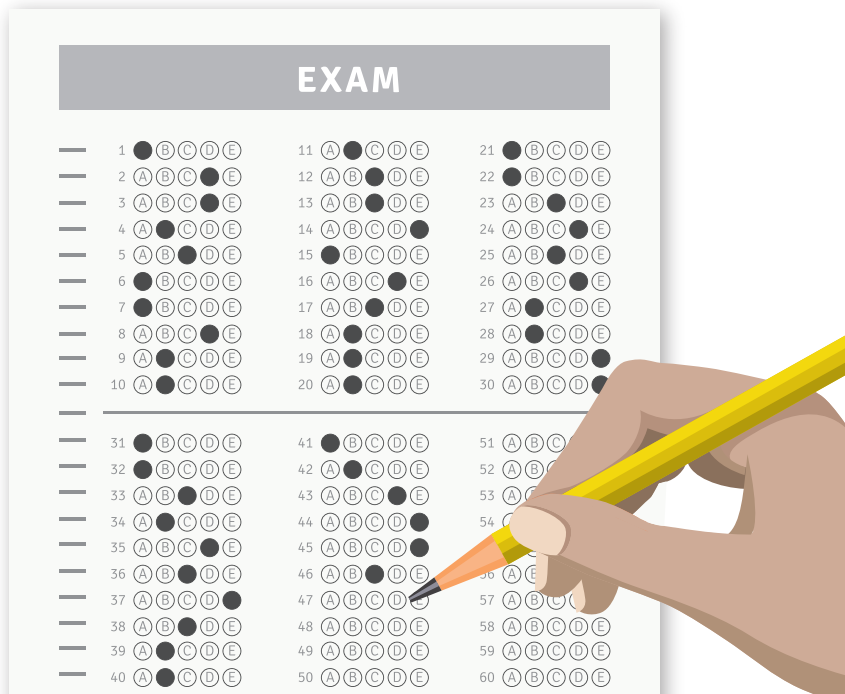 EXAM
1 B C D E 11 A C D E 21 B C D E
2 A B C E 12 A B D E 22 B C D E
3 A B C E 13 A B D E 23 A B D E
4 A C D E 14 A B C D 24 A B C E
5 A B D E 15 B C D E 25 A B D E
6 B C D E 16 A B C E 26 A B C E
7 B C D E 17 A B D E 27 A C D E
8 A B C E 18 A C D E 28 A C D E
9 A C D E 19 A C D E 29 A B C D
10 A C D E 20 A C D E 30 A B C D
31 B C D E 41 B C D E 51 A B C
32 B C D E 42 A C D E 52 A B
33 A B D E 43 A B C E 53 A B
34 A C D E 44 A B C D 54
35 A B C E 45 A B C D
36 A B D E 46 A B D E 56 A B
37 A B C D 47 A B C D E 57 A B C
38 A B D E 48 A B C D E 58 A B C D E
39 A C D E 49 A B C D E 59 A B C D E
40 A C D E 50 A B C D E 60 A B C D E